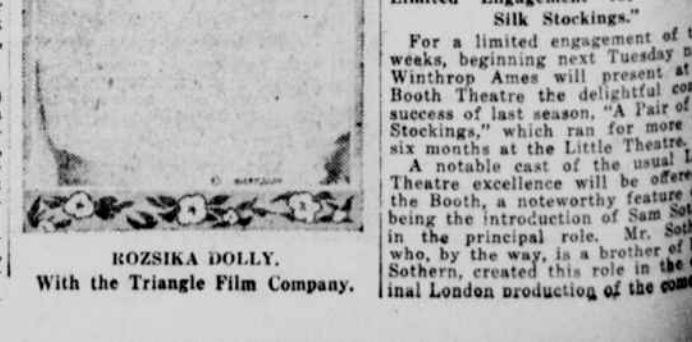 ROZSIKA DOLLY.
With the Triangle Film Company.
Limited Engagement
Silk Stockings."
For a limited engagement of
weeks, beginning next Tuesday
Winthrop Ames will present at
Booth Theatre the delightful
success of last season, "A Pair of
Stockings," which ran for more
six months at the Little Theatre.
A notable cast of the usual
Theatre excellence will be
the Booth, a noteworthy feature
being the introduction of Sam
in the principal role. Mr.
who, by the way, is a brother of
Sothern, created this role in the
inal London production of the